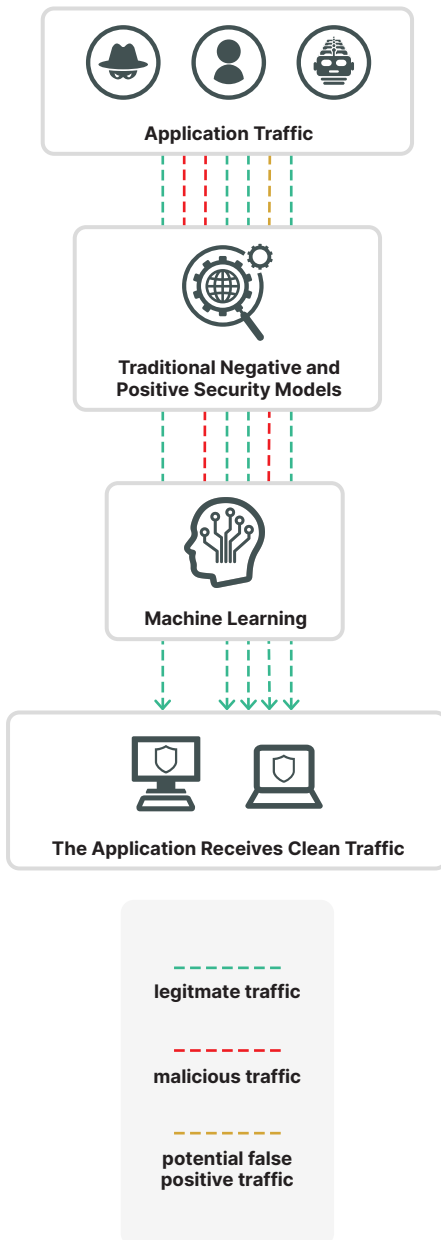 Application Traffic
Traditional Negative and
Positive Security Models
Machine Learning
The Application Receives Clean Traffic
legitmate traffic
malicious traffic
potential false
positive traffic